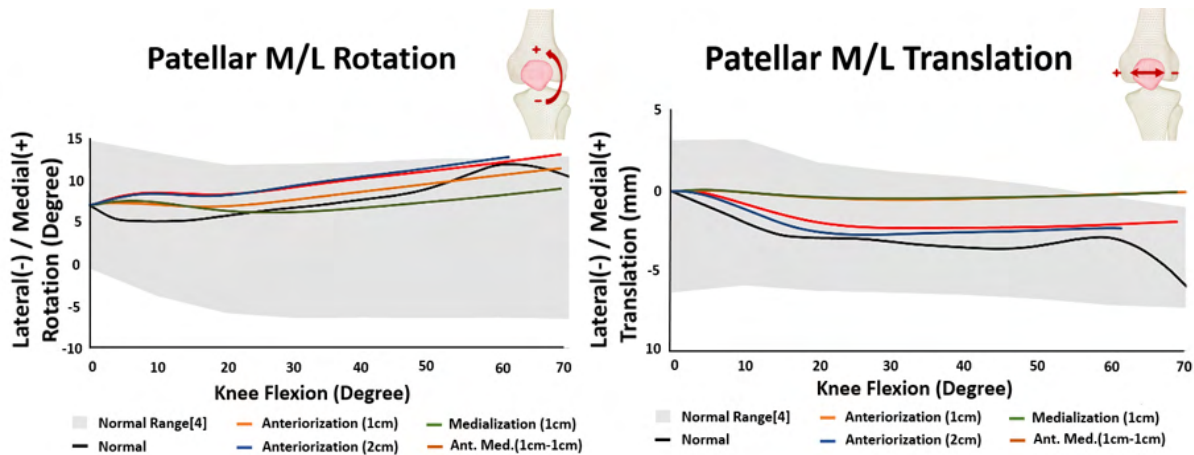 Patellar M/L Rotation
+
-
Lateral(-) / Medial(+)
Rotation (Degree)
15
10
5
0
-5
-10
0 10 20 30 40 50 60 70
Knee Flexion (Degree)
Normal Range[4] Anteriorization (1cm) Medialization (1cm)
Normal Anteriorization (2cm) Ant. Med.(1cm-1cm)
Patellar M/L Translation
+ -
Lateral(-) / Medial(+)
Translation (mm)
5
0
-5
10
0 10 20 30 40 50 60 70
Knee Flexion (Degree)
Normal Range[4] Anteriorization (1cm) Medialization (1cm)
Normal Anteriorization (2cm) Ant. Med.(1cm-1cm)